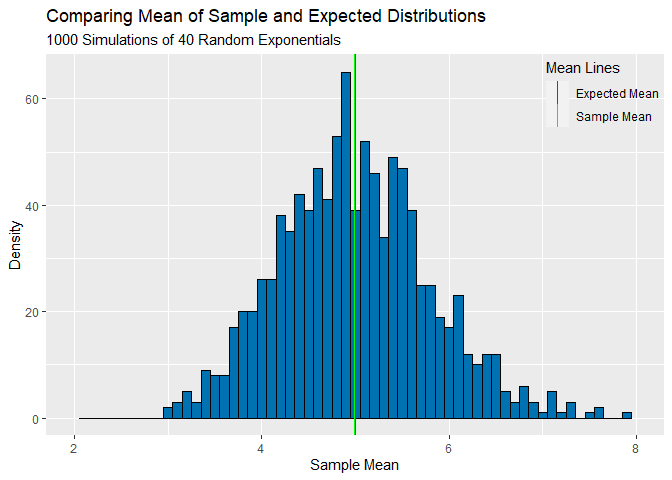 Comparing Mean of Sample and Expected Distributions
1000 Simulations of 40 Random Exponentials
Mean Lines
Expected Mean
Sample Mean
60
40
20
0
Density
2
4
6
8
Sample Mean